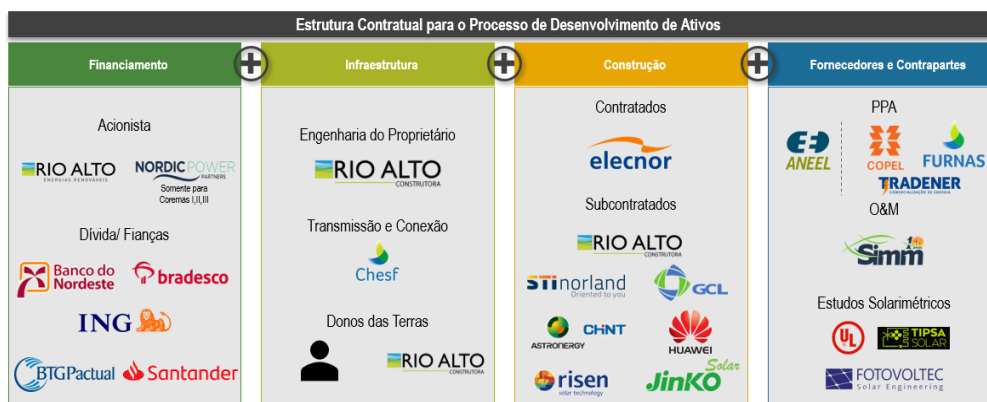 Estrutura Contratual para o Processo de Desenvolvimento de Ativos
Financiamento
Acionista
RIO ALTO
ENERGIAS RENOVÁVEIS
NORDIC POWER
PARTNERS
Somente para
Coremas I,II,III
Dívida/ Fianças
Banco do
Nordeste
bradesco
ING
BTGPactual
Santander
Infraestrutura
Engenharia do Proprietário
RIO ALTO
CONSTRUTORA
Transmissão e Conexão
Chesf
Donos das Terras
RIO ALTO
CONSTRUTORA
Construção
Contratados
elecnor
Subcontratados
RIO ALTO
CONSTRUTORA
STInorland
Oriented to you
GCL
ASTRONERGY
CHINT
HUAWEI
risen
solar technology
JinKO Solar
Fornecedores e Contrapartes
PPA
ANEEL
COPEL
FURNAS
TRADENER
COMERCIALIZAÇÃO DE ENERGIA
O&M
Simm
Estudos Solarimétricos
UL
TIPSA
SOLAR
FOTOVOLTEC
Solar Engineering